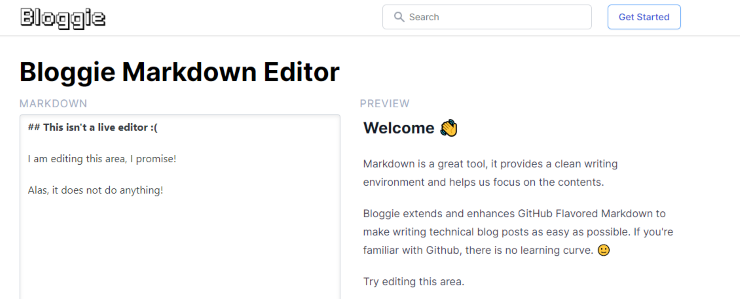 Bloggie
Search
Get Started
Bloggie Markdown Editor
MARKDOWN
## This isn't a live editor :(
I am editing this area, I promise!
Alas, it does not do anything!
PREVIEW
Welcome 👋
Markdown is a great tool, it provides a clean writing
environment and helps us focus on the contents.
Bloggie extends and enhances GitHub Flavored Markdown to
make writing technical blog posts as easy as possible. If you're
familiar with Github, there is no learning curve. 🙂
Try editing this area.